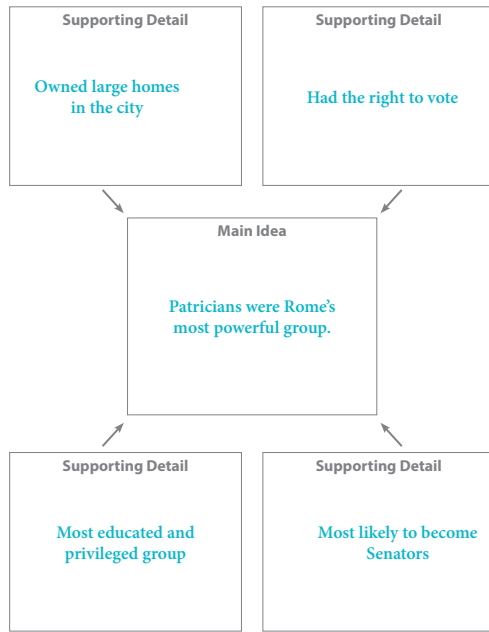 Supporting Detail
Owned large homes
in the city
Supporting Detail
Had the right to vote
Main Idea
Patricians were Rome’s
most powerful group.
Supporting Detail
Most educated and
privileged group
Supporting Detail
Most likely to become
Senators